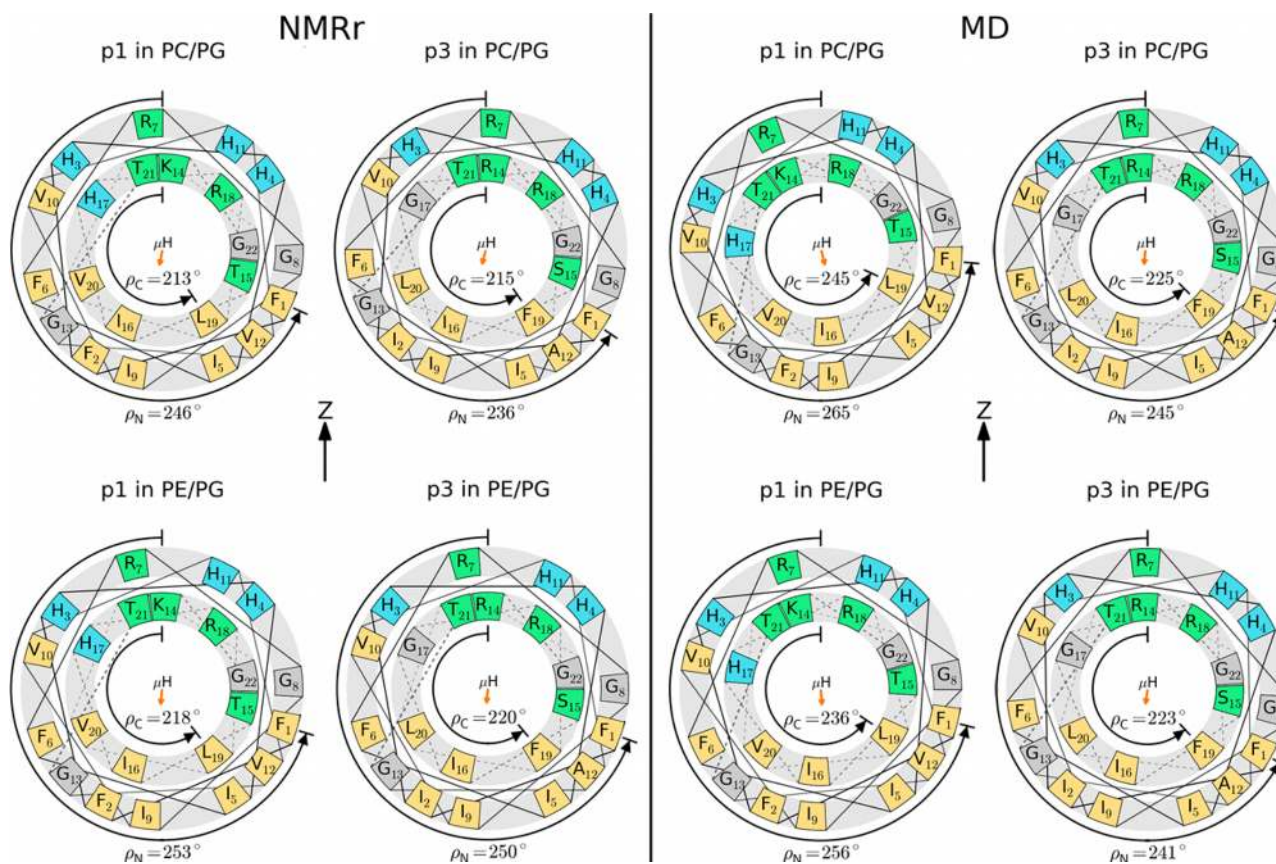 NMRr
MD
p1 in PC/PG
R7
H3
H11
H4
V10
T21 K14
R18
H17
G22
G8
T15
μH
ρC=213°
F6
V20
G13
I16
L19
F1
V12
F2
I9
I5
ρN=246°
p3 in PC/PG
R7
H3
H11
H4
V10
T21 R14
R18
G17
G22
G8
S15
μH
ρC=215°
F6
L20
G13
I16
F19
F1
A12
I2
I9
I5
ρN=236°
p1 in PC/PG
R7
H11
H4
H3
T21 K14
R18
G22
G8
V10
H17
T15
μH
ρC=245°
F1
L19
F6
V20
I16
V12
G13
F2
I9
I5
ρN=265°
p3 in PC/PG
R7
H3
H11
H4
V10
T21 R14
R18
G17
G22
G
S15
μH
ρC=225°
F6
L20
G13
I16
F19
F1
A12
I2
I9
I5
ρN=245°
Z
Z
p1 in PE/PG
R7
H11
H4
H3
T21 K14
R18
V10
H17
G22
G8
T15
μH
ρC=218°
F6
V20
F1
L19
G13
I16
V12
F2
I9
I5
ρN=253°
p3 in PE/PG
R7
H11
H4
H3
T21 R14
R18
V10
G17
G22
G8
S15
μH
ρC=220°
F6
L20
F1
F19
G13
I16
A12
I2
I9
I5
ρN=250°
p1 in PE/PG
R7
H11
H4
H3
T21 K14
R18
V10
H17
G22
G8
T15
μH
ρC=236°
F1
F6
V20
L19
I16
V12
G13
F2
I9
I5
ρN=256°
p3 in PE/PG
R7
H3
H11
H4
V10
T21 R14
R18
G17
G22
G
S15
μH
ρC=223°
F6
L20
G13
I16
F19
F1
A12
I2
I9
I5
ρN=241°